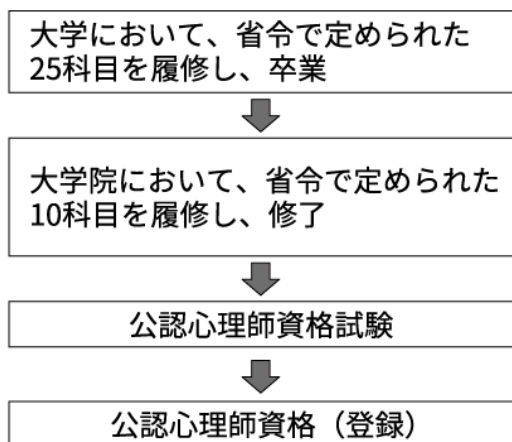 大学において、省令で定められた
25科目を履修し、卒業
大学院において、省令で定められた
10科目を履修し、修了
公認心理師資格試験
公認心理師資格（登録）